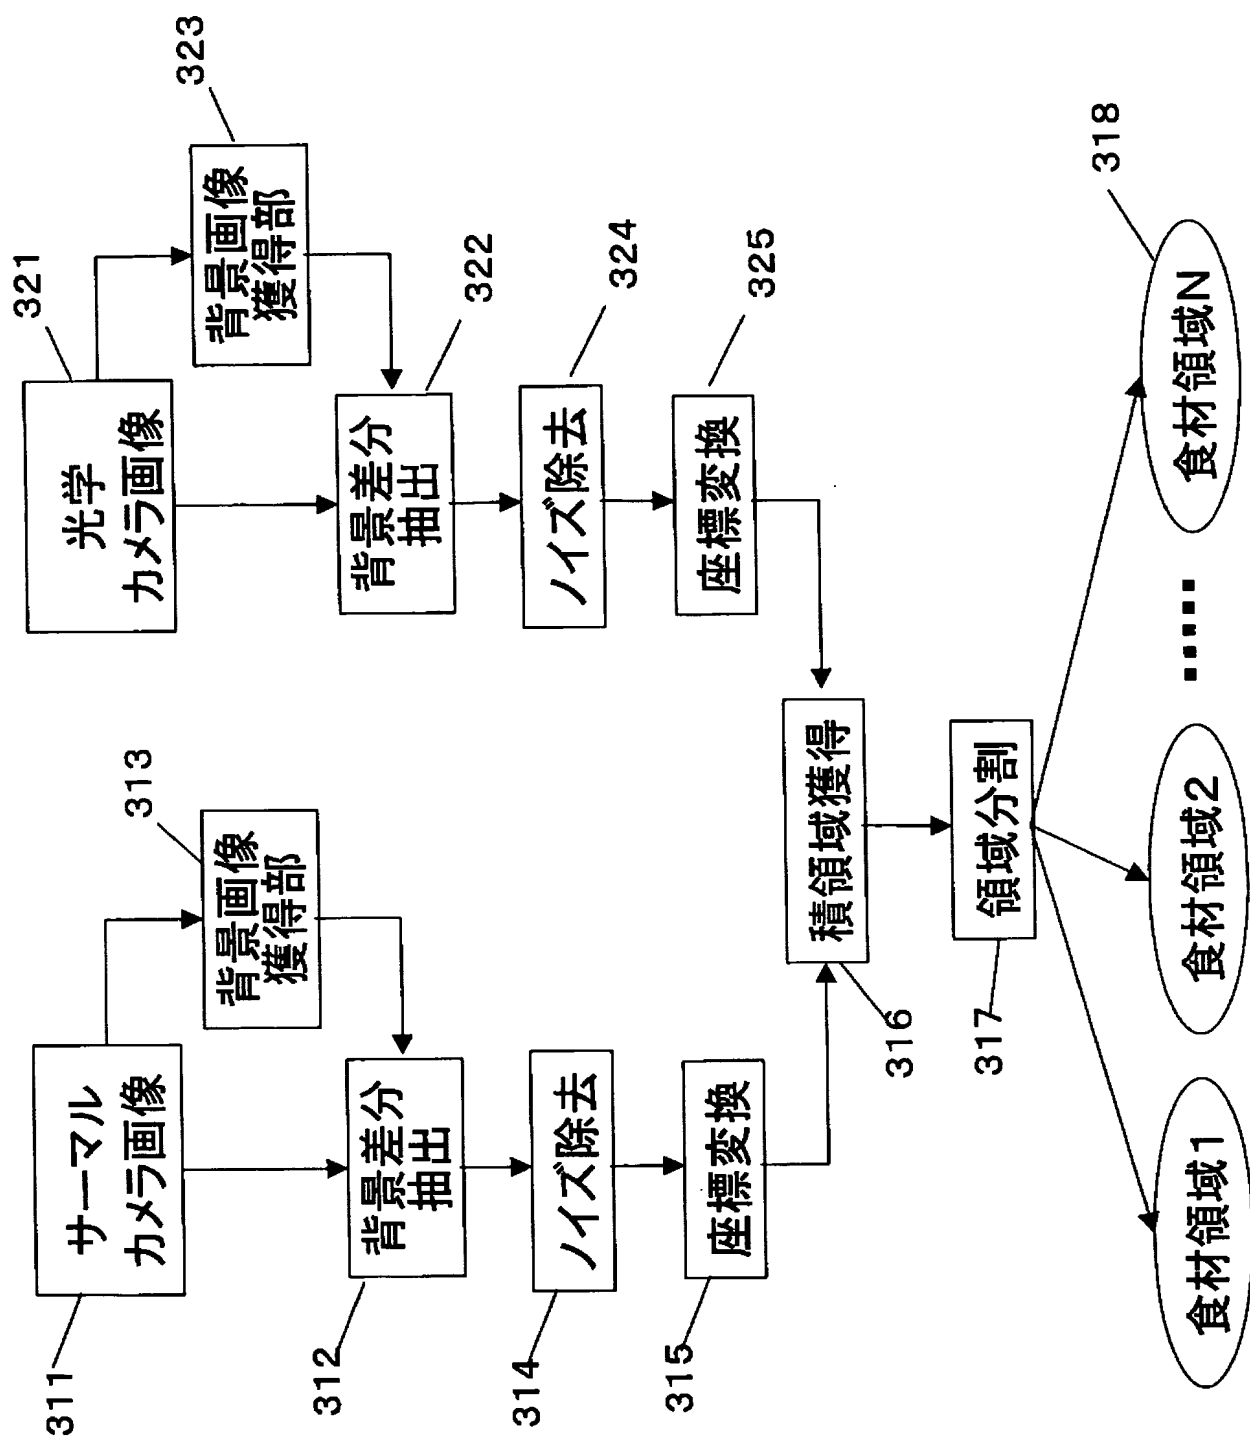 311
サーマル
カメラ画像
313
背景画像
獲得部
312
背景差分
抽出
314
ノイズ除去
315
座標変換
321
光学
カメラ画像
323
背景画像
獲得部
322
背景差分
抽出
324
ノイズ除去
325
座標変換
316
積領域獲得
317
領域分割
318
食材領域1
食材領域2
......
食材領域N